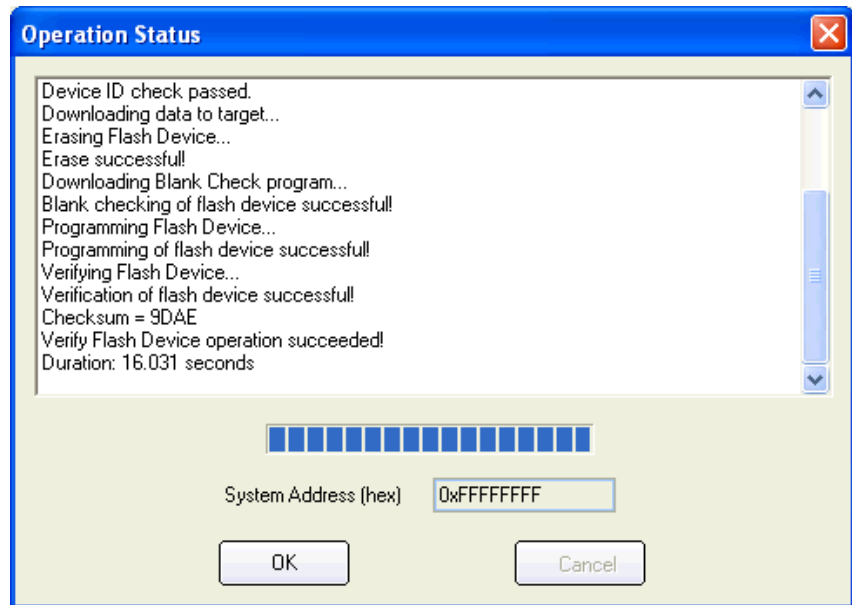 Operation Status
Device ID check passed.
Downloading data to target...
Erasing Flash Device...
Erase successful!
Downloading Blank Check program...
Blank checking of flash device successful!
Programming Flash Device...
Programming of flash device successful!
Verifying Flash Device...
Verification of flash device successful!
Checksum = 9DAE
Verify Flash Device operation succeeded!
Duration: 16.031 seconds
System Address (hex) 0xFFFFFFFF
OK Cancel